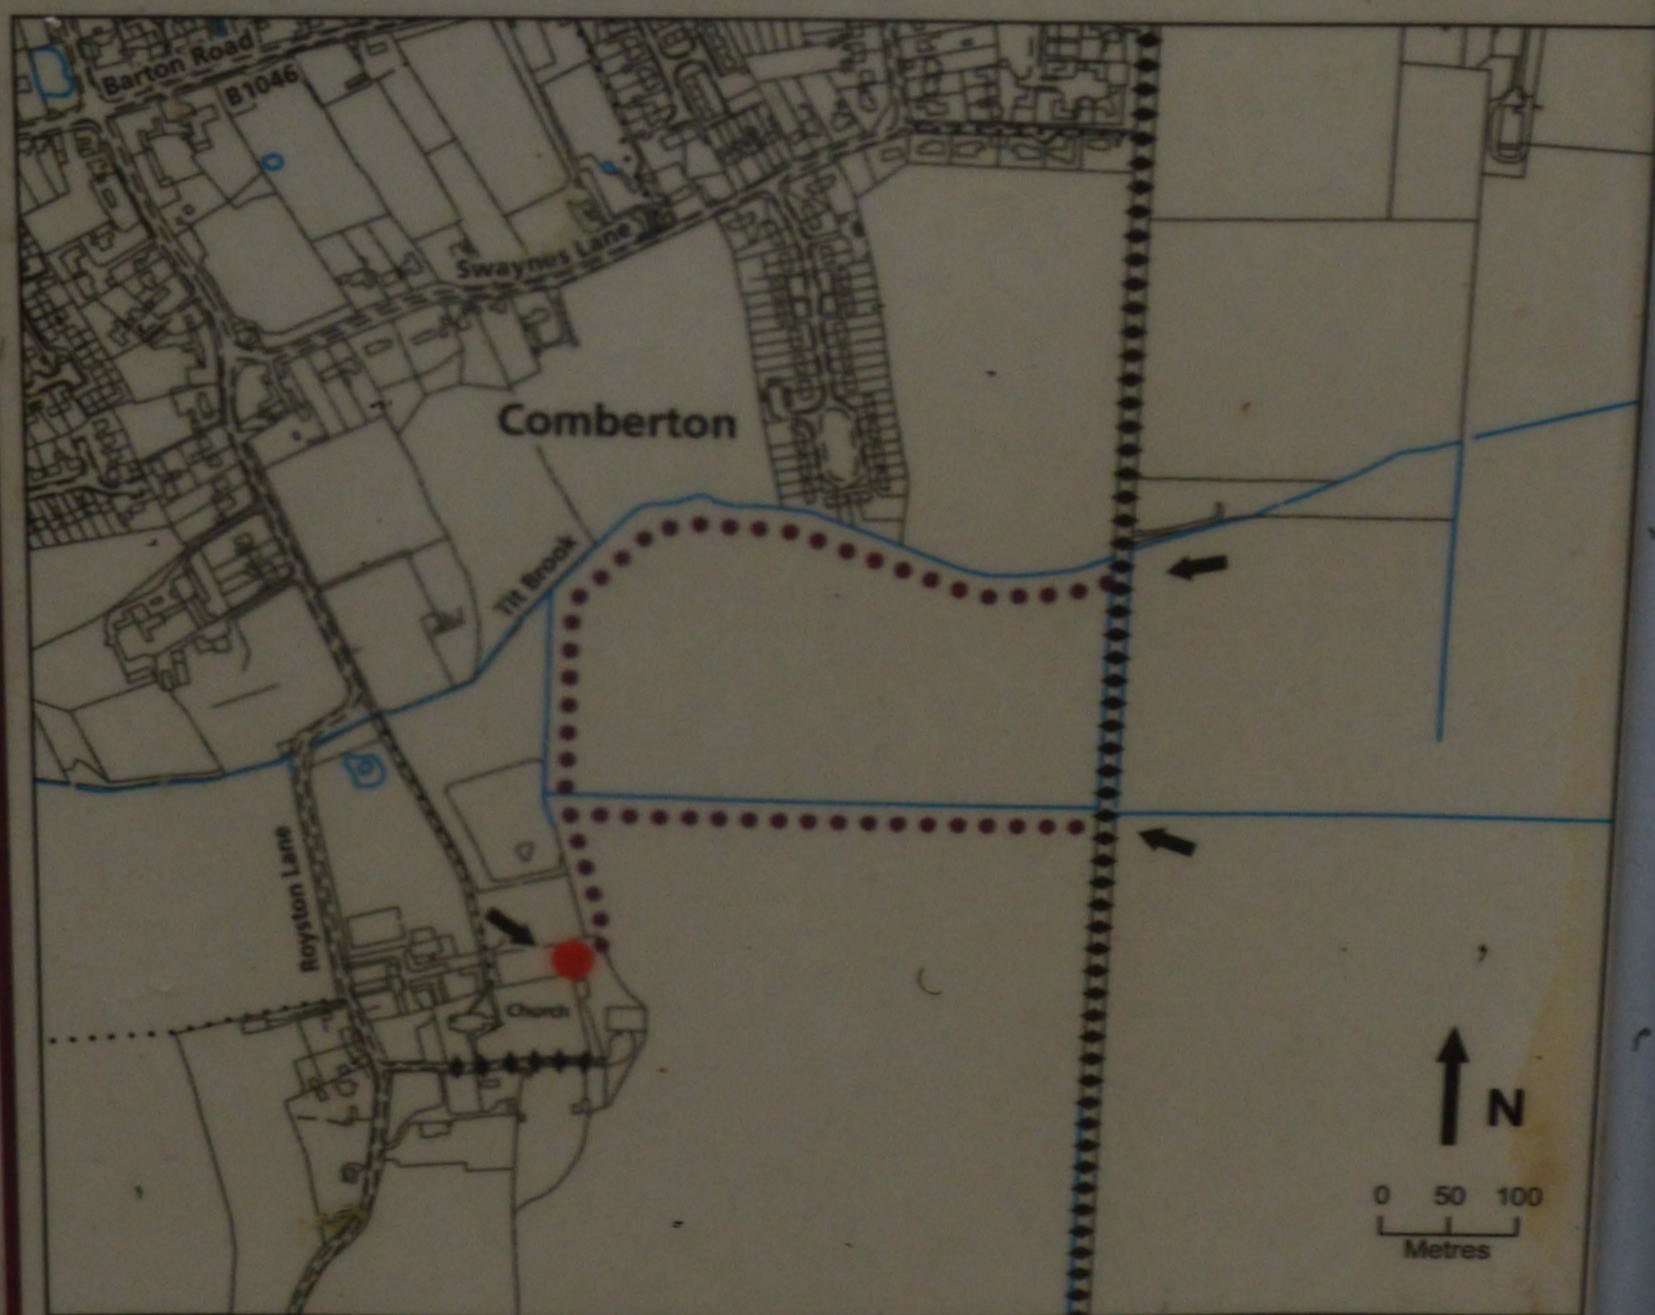 Barton Road
B1046
Swaynes Lane
Comberton
Tit Brook
Royston Lane
Church
N
0 50 100
Metres